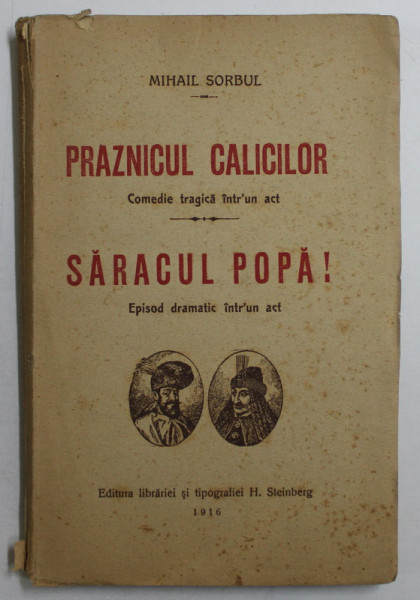 MIHAIL SORBUL
PRAZNICUL CALICILOR
Comedie tragică într'un act
SĂRACUL POPĂ!
Episod dramatic într'un act
Editura librăriei și tipografiei H. Steinberg
1916